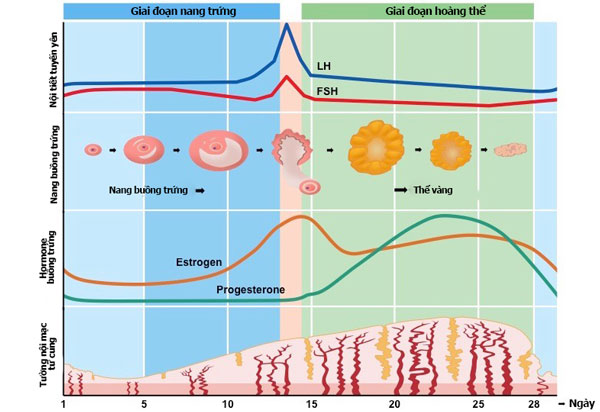 Giai đoạn nang trứng
Giai đoạn hoàng thể
Nội tiết tuyến yên
LH
FSH
Nang buồng trứng
Nang buồng trứng
Thể vàng
Hormone
buồng trứng
Estrogen
Progesterone
Tường nội mạc
tử cung
1 5 10 15 20 25 28 Ngày